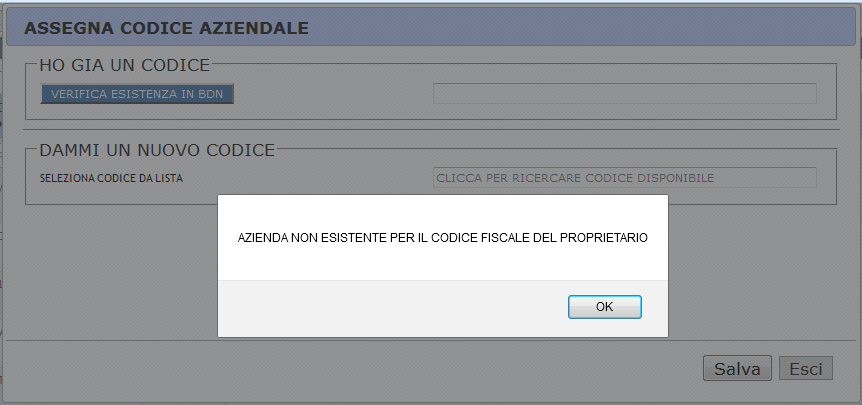 ASSEGNA CODICE AZIENDALE
HO GIA UN CODICE
VERIFICA ESISTENZA IN BDN
DAMMI UN NUOVO CODICE
SELEZIONA CODICE DA LISTA
CLICCA PER RICERCARE CODICE DISPONIBILE
AZIENDA NON ESISTENTE PER IL CODICE FISCALE DEL PROPRIETARIO
OK
Salva
Esci